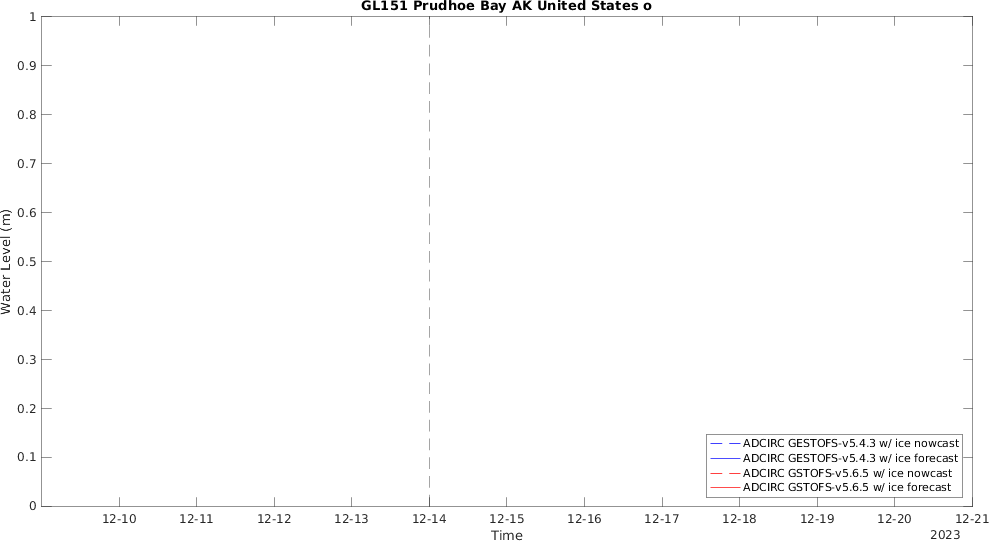 GL151 Prudhoe Bay AK United States o
1
0.9
0.8
0.7
0.6
0.5
0.4
0.3
0.2
0.1
0
Water Level (m)
ADCIRC GESTOFS-v5.4.3 w/ ice nowcast
ADCIRC GESTOFS-v5.4.3 w/ ice forecast
ADCIRC GSTOFS-v5.6.5 w/ ice nowcast
ADCIRC GSTOFS-v5.6.5 w/ ice forecast
12-10 12-11 12-12 12-13 12-14 12-15 12-16 12-17 12-18 12-19 12-20 12-21
Time
2023